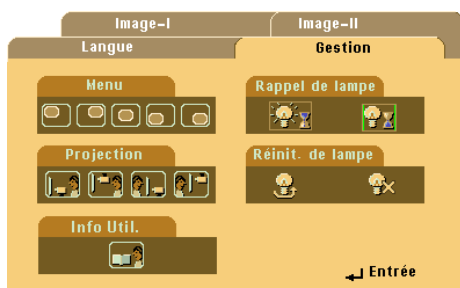 Image-I
Image-II
Langue
Gestion
Menu
Rappel de lampe
Projection
Réinit. de lampe
Info Util.
Entrée